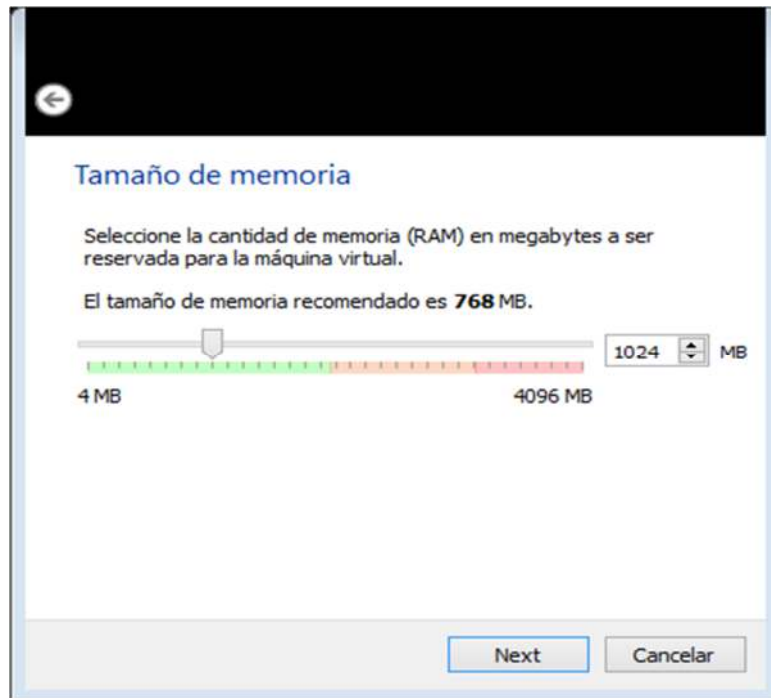 Tamaño de memoria
Seleccione la cantidad de memoria (RAM) en megabytes a ser
reservada para la máquina virtual.
El tamaño de memoria recomendado es 768 MB.
1024 MB
4 MB 4096 MB
Next Cancelar